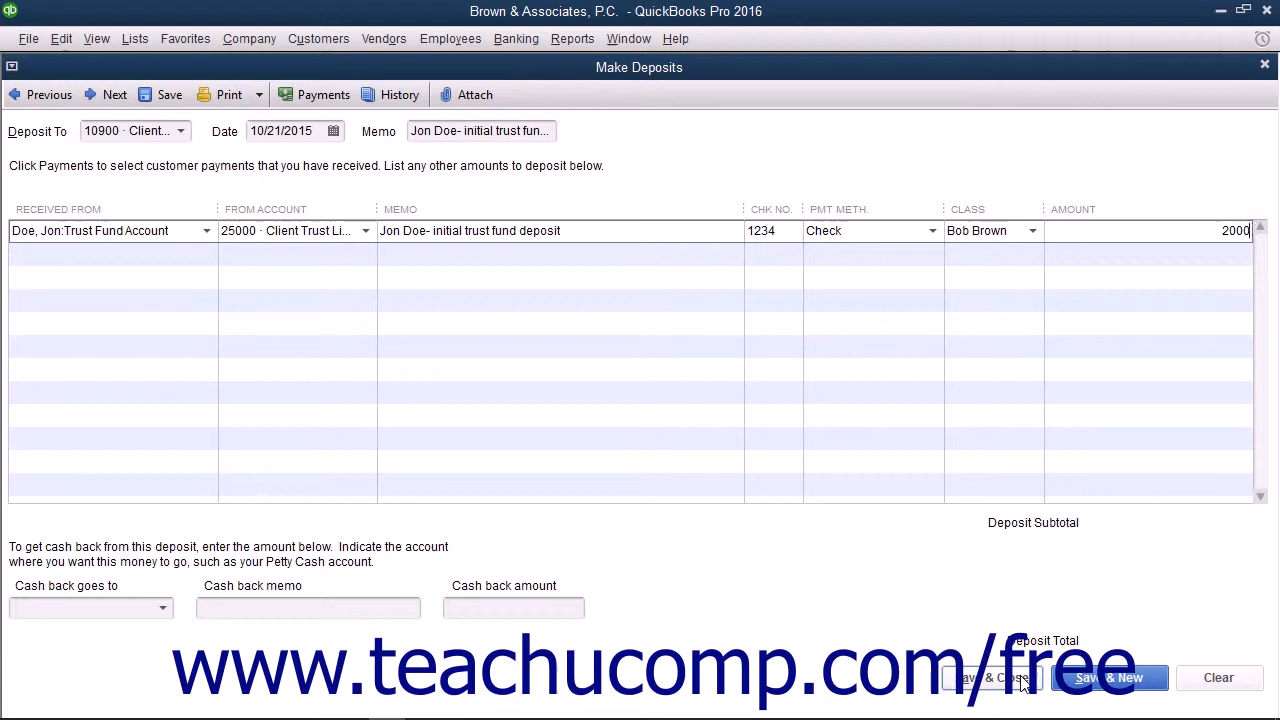 qb Brown & Associates, P.C. - QuickBooks Pro 2016
File Edit View Lists Favorites Company Customers Vendors Employees Banking Reports Window Help
Make Deposits
Previous Next Save Print Payments History Attach
Deposit To 10900 · Client... Date 10/21/2015 Memo Jon Doe- initial trust fun...
Click Payments to select customer payments that you have received. List any other amounts to deposit below.
RECEIVED FROM FROM ACCOUNT MEMO CHK NO. PMT METH. CLASS AMOUNT
Doe, Jon:Trust Fund Account 25000 · Client Trust Li... Jon Doe- initial trust fund deposit 1234 Check Bob Brown 2000
Deposit Subtotal
To get cash back from this deposit, enter the amount below. Indicate the account
where you want this money to go, such as your Petty Cash account.
Cash back goes to Cash back memo Cash back amount
Deposit Total
www.teachucomp.com/free
Save & Close Save & New Clear